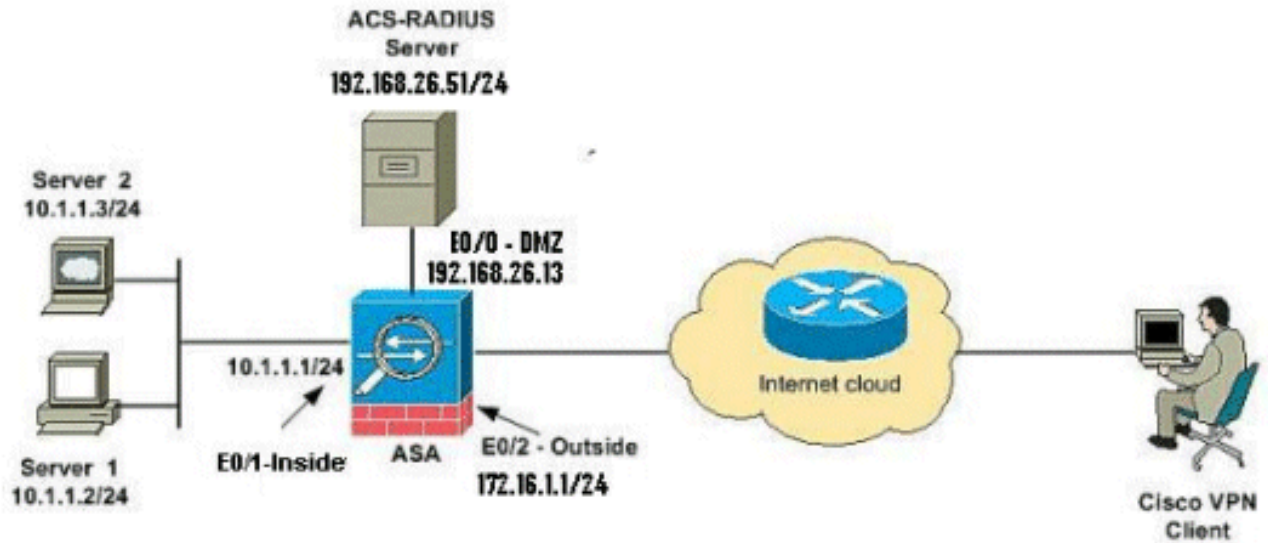 ACS-RADIUS
Server
192.168.26.51/24
Server 2
10.1.1.3/24
E0/0 - DMZ
192.168.26.13
10.1.1.1/24
Internet cloud
E0/1-Inside
ASA
E0/2 - Outside
172.16.1.1/24
Server 1
10.1.1.2/24
Cisco VPN
Client